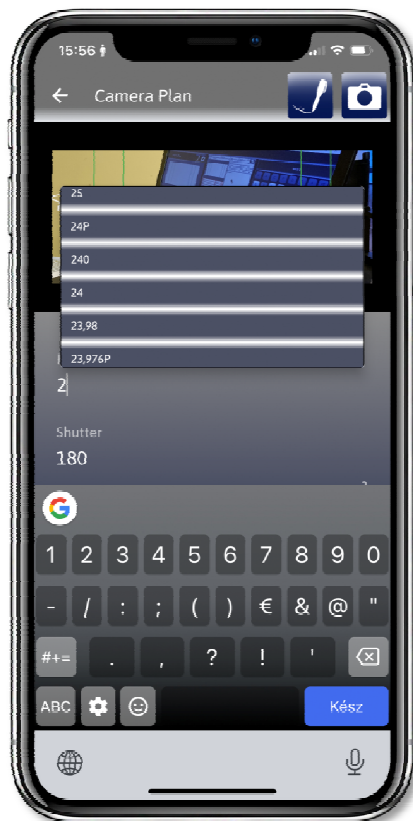 15:56
Camera Plan
25
24P
240
24
23,98
23,976P
2
Shutter
180
G
1 2 3 4 5 6 7 8 9 0
- / : ; ( ) € & @ "
#+= . , ? ! '
ABC Kész